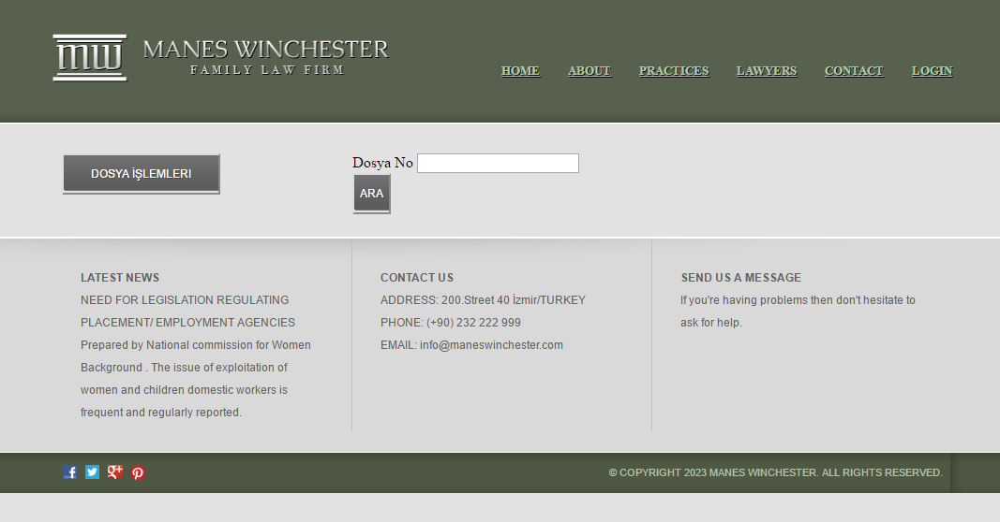 mw MANES WINCHESTER
FAMILY LAW FIRM
HOME ABOUT PRACTICES LAWYERS CONTACT LOGIN
DOSYA İŞLEMLERI
Dosya No
ARA
LATEST NEWS
NEED FOR LEGISLATION REGULATING
PLACEMENT/ EMPLOYMENT AGENCIES
Prepared by National commission for Women
Background . The issue of exploitation of
women and children domestic workers is
frequent and regularly reported.
CONTACT US
ADDRESS: 200.Street 40 İzmir/TURKEY
PHONE: (+90) 232 222 999
EMAIL: info@maneswinchester.com
SEND US A MESSAGE
If you're having problems then don't hesitate to
ask for help.
© COPYRIGHT 2023 MANES WINCHESTER. ALL RIGHTS RESERVED.